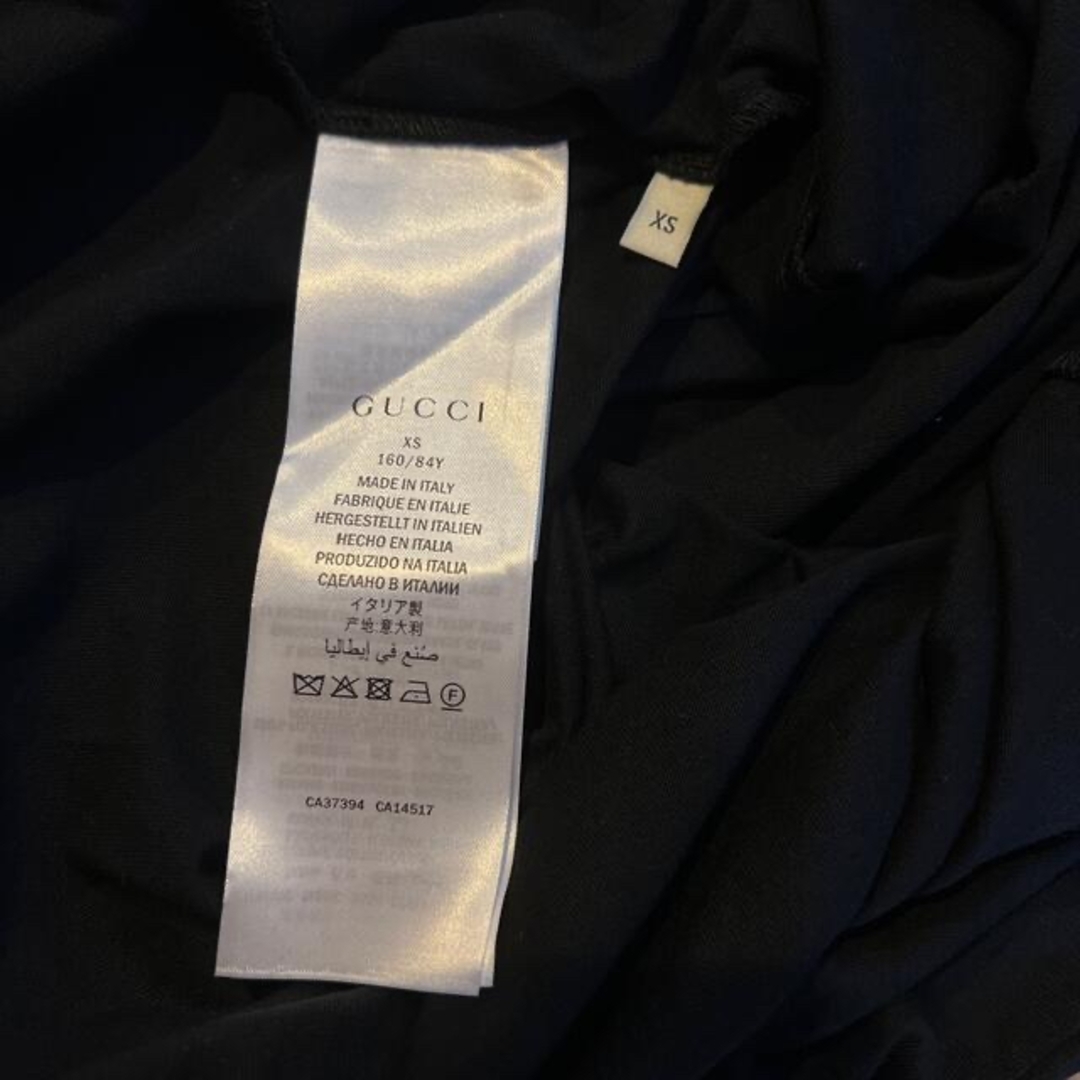 XS
GUCCI
XS
160/84Y
MADE IN ITALY
FABRIQUE EN ITALIE
HERGESTELLT IN ITALIEN
HECHO EN ITALIA
PRODUZIDO NA ITALIA
СДЕЛАНО В ИТАЛИИ
イタリア製
产地:意大利
صُنع في إيطاليا
F
CA37394 CA14517